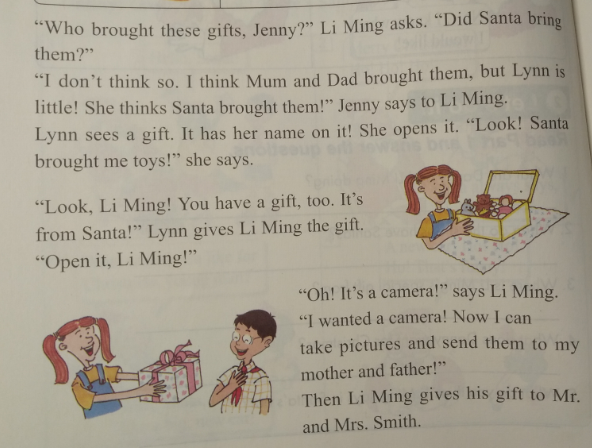 “Who brought these gifts, Jenny?” Li Ming asks. “Did Santa bring
them?”
“I don’t think so. I think Mum and Dad brought them, but Lynn is
little! She thinks Santa brought them!” Jenny says to Li Ming.
Lynn sees a gift. It has her name on it! She opens it. “Look! Santa
brought me toys!” she says.
“Look, Li Ming! You have a gift, too. It’s
from Santa!” Lynn gives Li Ming the gift.
“Open it, Li Ming!”
“Oh! It’s a camera!” says Li Ming.
“I wanted a camera! Now I can
take pictures and send them to my
mother and father!”
Then Li Ming gives his gift to Mr.
and Mrs. Smith.